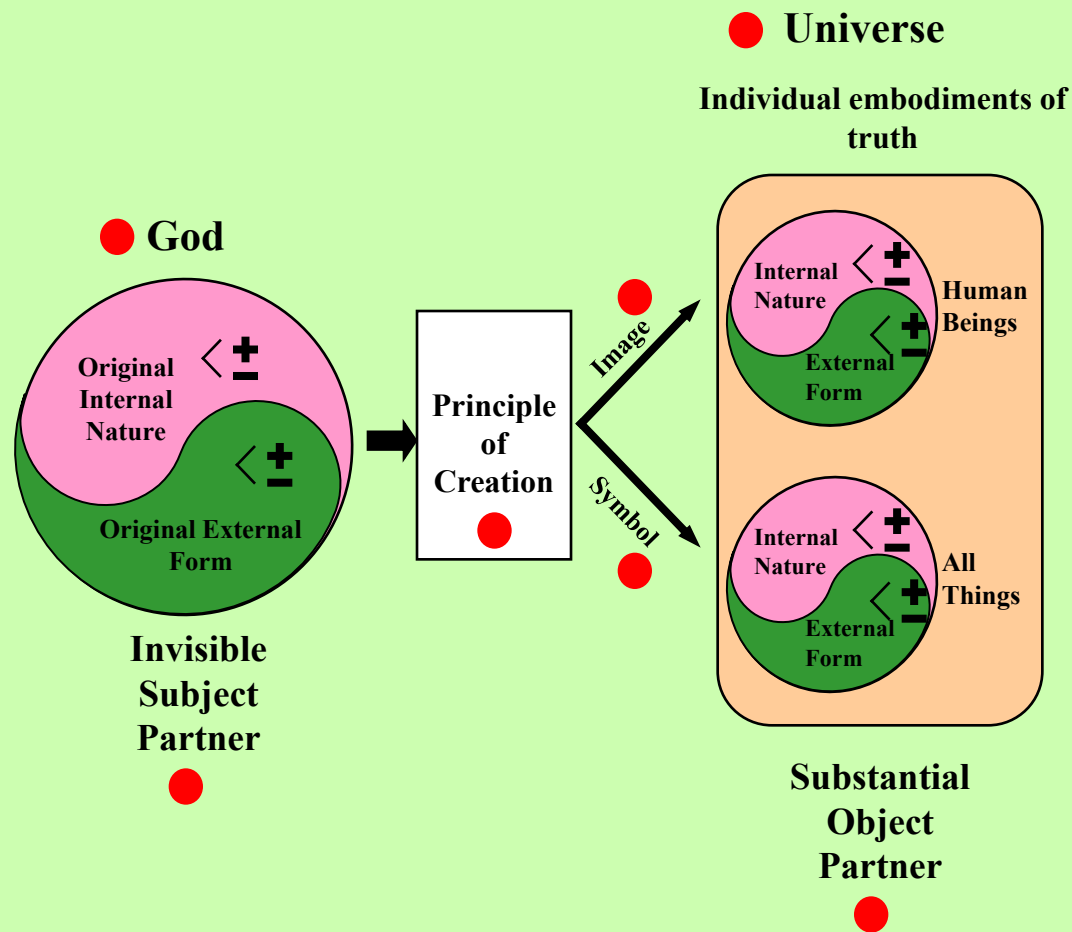 Universe
Individual embodiments of
truth
God
Original
Internal
Nature
< ±
< ±
Original External
Form
Invisible
Subject
Partner
Principle
of
Creation
Image
Symbol
Internal
Nature
< ±
< ±
External
Form
Human
Beings
Internal
Nature
< ±
< ±
External
Form
All
Things
Substantial
Object
Partner